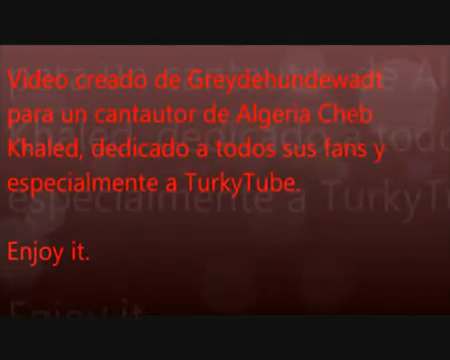 Video creado de Greydehundewadt
para un cantautor de Algeria Cheb
Khaled, dedicado a todos sus fans y
especialmente a TurkyTube.
Enjoy it.